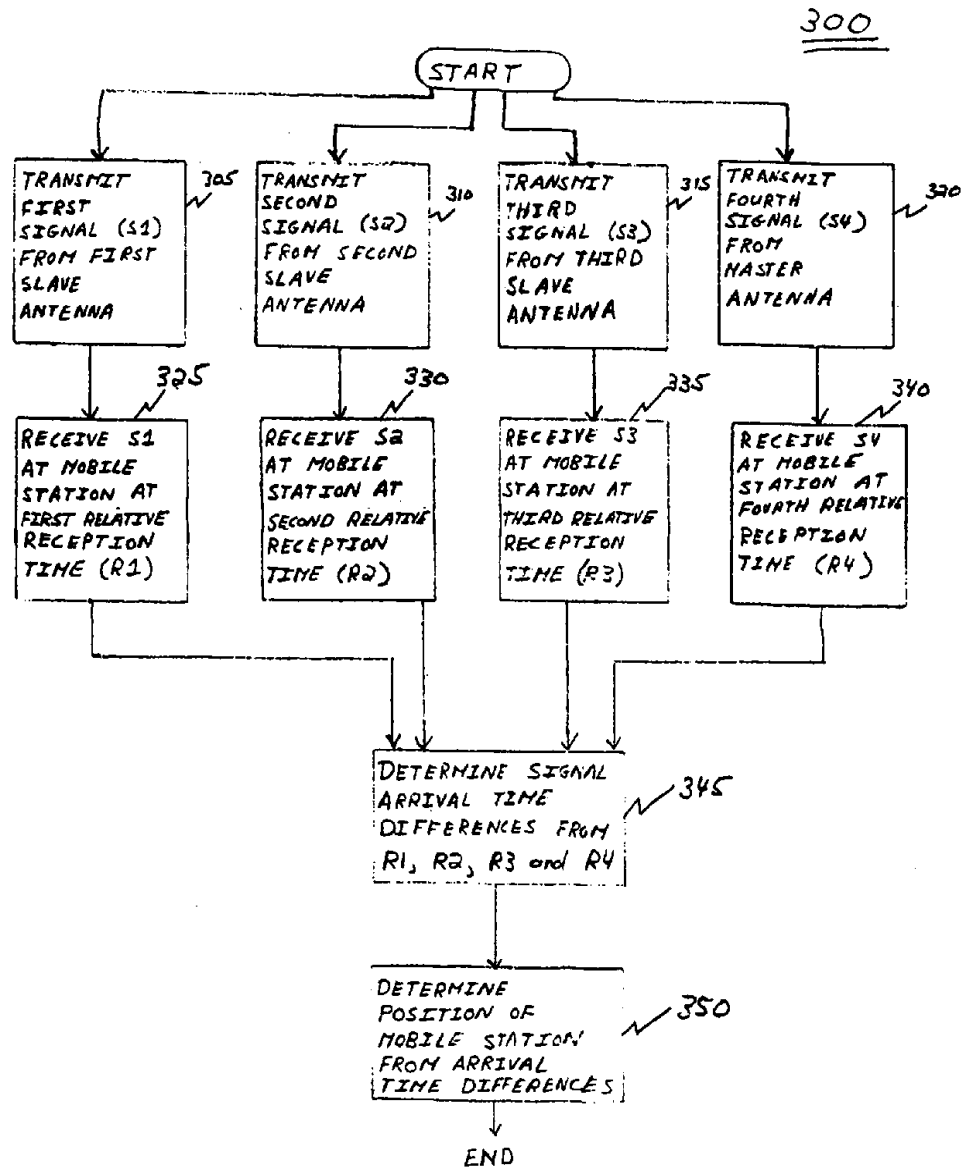 300
START
TRANSMIT
FIRST
SIGNAL (S1)
FROM FIRST
SLAVE
ANTENNA
305
TRANSMIT
SECOND
SIGNAL (S2)
FROM SECOND
SLAVE
ANTENNA
310
TRANSMIT
THIRD
SIGNAL (S3)
FROM THIRD
SLAVE
ANTENNA
315
TRANSMIT
FOURTH
SIGNAL (S4)
FROM
MASTER
ANTENNA
320
325
RECEIVE S1
AT MOBILE
STATION AT
FIRST RELATIVE
RECEPTION
TIME (R1)
330
RECEIVE S2
AT MOBILE
STATION AT
SECOND RELATIVE
RECEPTION
TIME (R2)
335
RECEIVE S3
AT MOBILE
STATION AT
THIRD RELATIVE
RECEPTION
TIME (R3)
340
RECEIVE S4
AT MOBILE
STATION AT
FOURTH RELATIVE
RECEPTION
TIME (R4)
DETERMINE SIGNAL
ARRIVAL TIME
DIFFERENCES FROM
R1, R2, R3 and R4
345
DETERMINE
POSITION OF
MOBILE STATION
FROM ARRIVAL
TIME DIFFERENCES
350
END